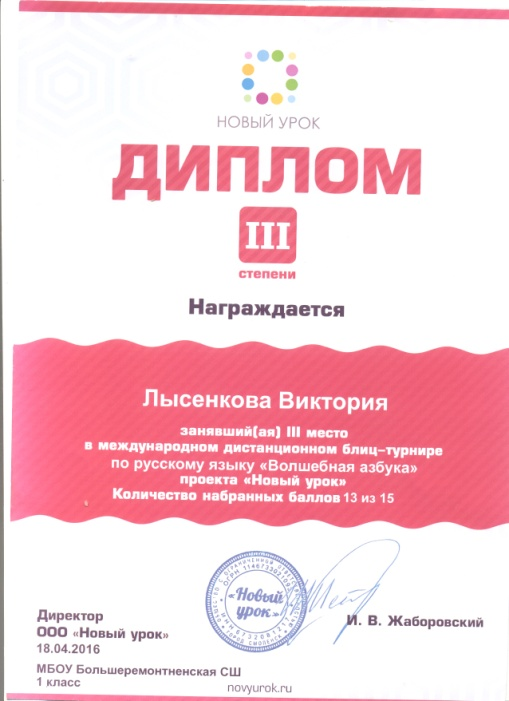 НОВЫЙ УРОК
ДИПЛОМ
III
степени
Награждается
Лысенкова Виктория
занявший(ая) III место
в международном дистанционном блиц-турнире
по русскому языку «Волшебная азбука»
проекта «Новый урок»
Количество набранных баллов 13 из 15
«Новый
урок»
Директор
ООО «Новый урок»
И. В. Жаборовский
18.04.2016
МБОУ Большеремонтненская СШ
1 класс
novyurok.ru